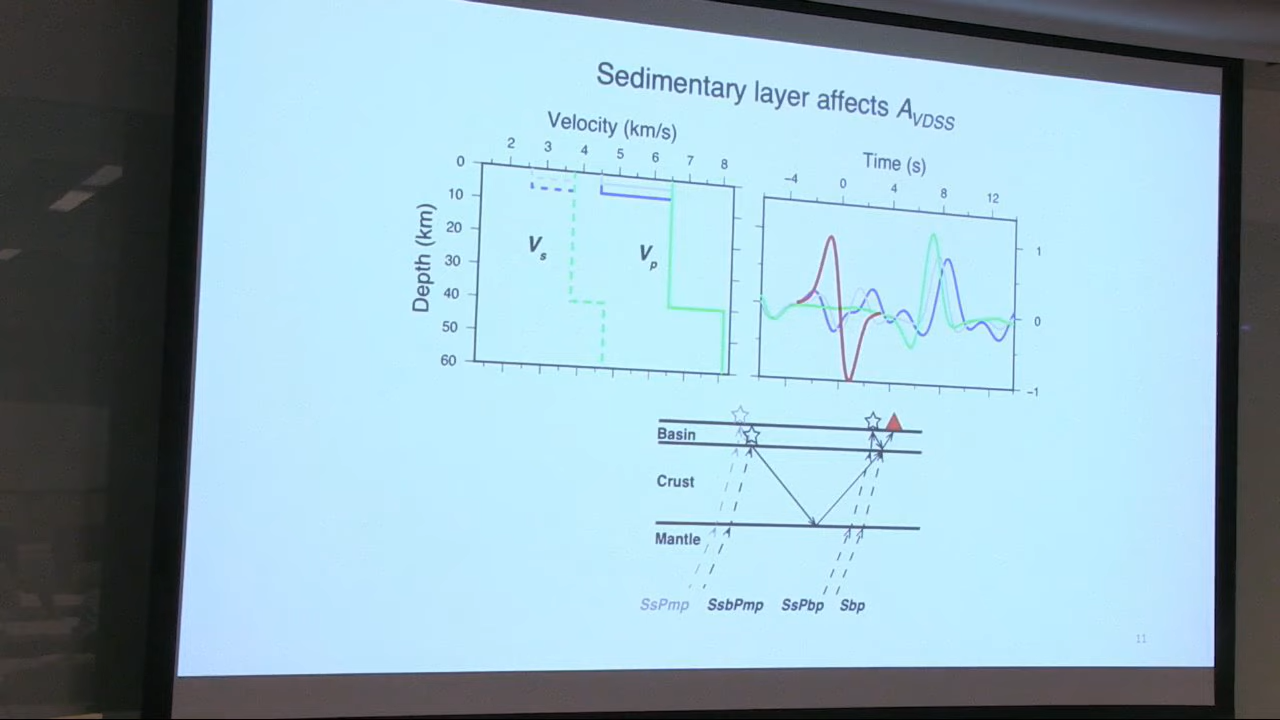 Sedimentary layer affects A_VDSS
Velocity (km/s)
2 3 4 5 6 7 8
Depth (km)
0
10
20
30
40
50
60
Vs
Vp
Time (s)
−4 0 4 8 12
1
0
−1
Basin
Crust
Mantle
SsPmp SsbPmp SsPbp Sbp
11